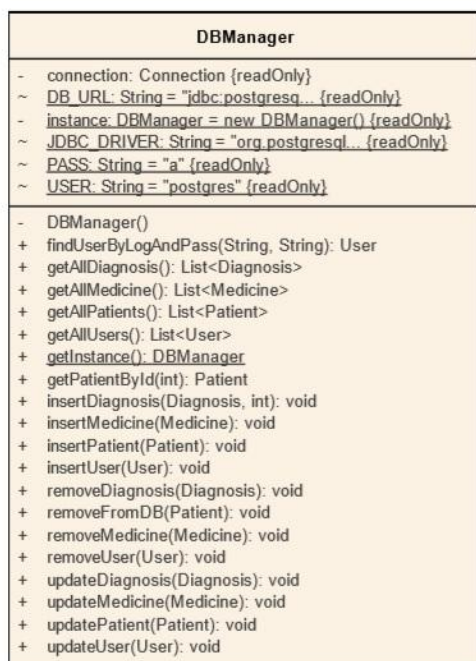 DBManager
- connection: Connection {readOnly}
~ DB_URL: String = "jdbc:postgresq... {readOnly}
- instance: DBManager = new DBManager() {readOnly}
~ JDBC_DRIVER: String = "org.postgresql... {readOnly}
~ PASS: String = "a" {readOnly}
~ USER: String = "postgres" {readOnly}
- DBManager()
+ findUserByLogAndPass(String, String): User
+ getAllDiagnosis(): List<Diagnosis>
+ getAllMedicine(): List<Medicine>
+ getAllPatients(): List<Patient>
+ getAllUsers(): List<User>
+ getInstance(): DBManager
+ getPatientById(int): Patient
+ insertDiagnosis(Diagnosis, int): void
+ insertMedicine(Medicine): void
+ insertPatient(Patient): void
+ insertUser(User): void
+ removeDiagnosis(Diagnosis): void
+ removeFromDB(Patient): void
+ removeMedicine(Medicine): void
+ removeUser(User): void
+ updateDiagnosis(Diagnosis): void
+ updateMedicine(Medicine): void
+ updatePatient(Patient): void
+ updateUser(User): void